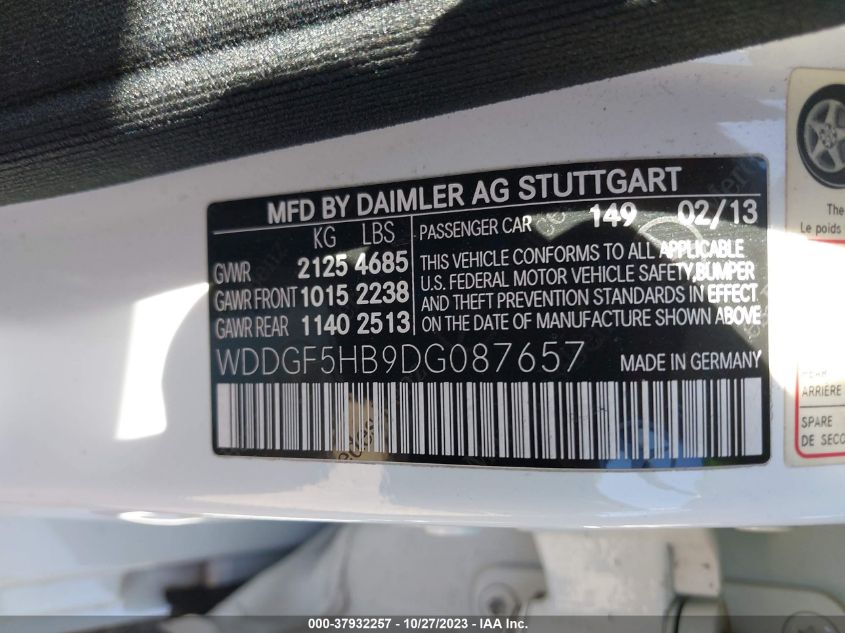 MFD BY DAIMLER AG STUTTGART
KG LBS
GVWR 2125 4685
GAWR FRONT 1015 2238
GAWR REAR 1140 2513
PASSENGER CAR 149 02/13
THIS VEHICLE CONFORMS TO ALL APPLICABLE
U.S. FEDERAL MOTOR VEHICLE SAFETY,BUMPER
AND THEFT PREVENTION STANDARDS IN EFFECT
ON THE DATE OF MANUFACTURE SHOWN ABOVE
WDDGF5HB9DG087657 MADE IN GERMANY
The
Le poids
ARRIÈRE
SPARE
DE SECO
000-37932257 - 10/27/2023 - IAAI Inc.